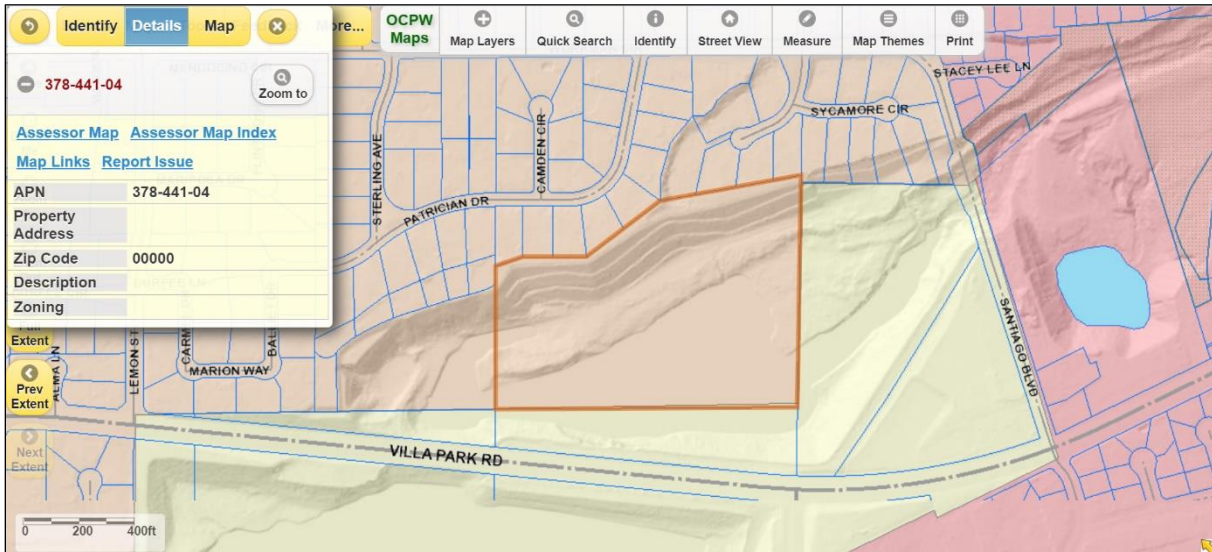 Identify Details Map More...
OCPW Maps
Map Layers Quick Search Identify Street View Measure Map Themes Print
378-441-04
Zoom to
Assessor Map Assessor Map Index
Map Links Report Issue
APN 378-441-04
Property Address
Zip Code 00000
Description
Zoning
Extent
Prev Extent
Next Extent
STACEY LEE LN
SYCAMORE CIR
CAMDEN CIR
STERLING AVE
PATRICIAN DR
SANTIAGO BLVD
LEMON ST
MARION WAY
ALMA LN
VILLA PARK RD
0 200 400ft